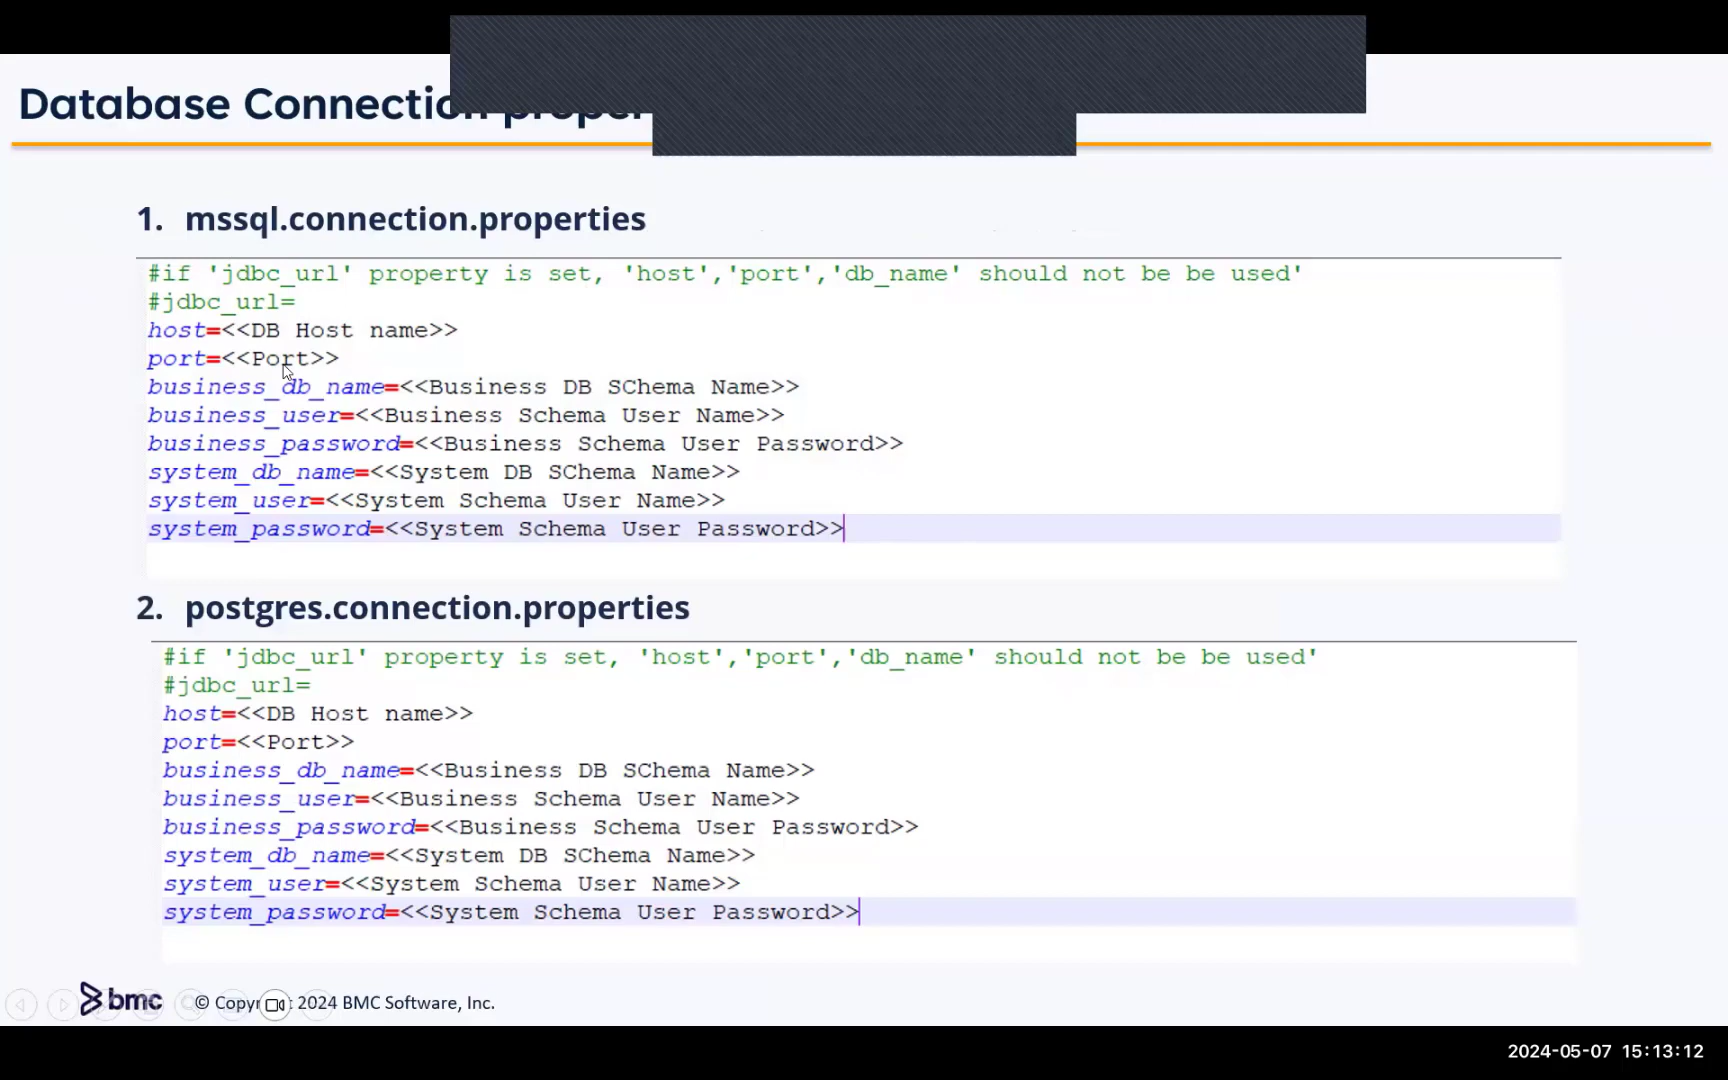 Database Connection proper
1. mssql.connection.properties
#if 'jdbc_url' property is set, 'host','port','db_name' should not be be used'
#jdbc_url=
host=<<DB Host name>>
port=<<Port>>
business_db_name=<<Business DB SChema Name>>
business_user=<<Business Schema User Name>>
business_password=<<Business Schema User Password>>
system_db_name=<<System DB SChema Name>>
system_user=<<System Schema User Name>>
system_password=<<System Schema User Password>>
2. postgres.connection.properties
#if 'jdbc_url' property is set, 'host','port','db_name' should not be be used'
#jdbc_url=
host=<<DB Host name>>
port=<<Port>>
business_db_name=<<Business DB SChema Name>>
business_user=<<Business Schema User Name>>
business_password=<<Business Schema User Password>>
system_db_name=<<System DB SChema Name>>
system_user=<<System Schema User Name>>
system_password=<<System Schema User Password>>
bmc © Copyr t 2024 BMC Software, Inc.
2024-05-07 15:13:12